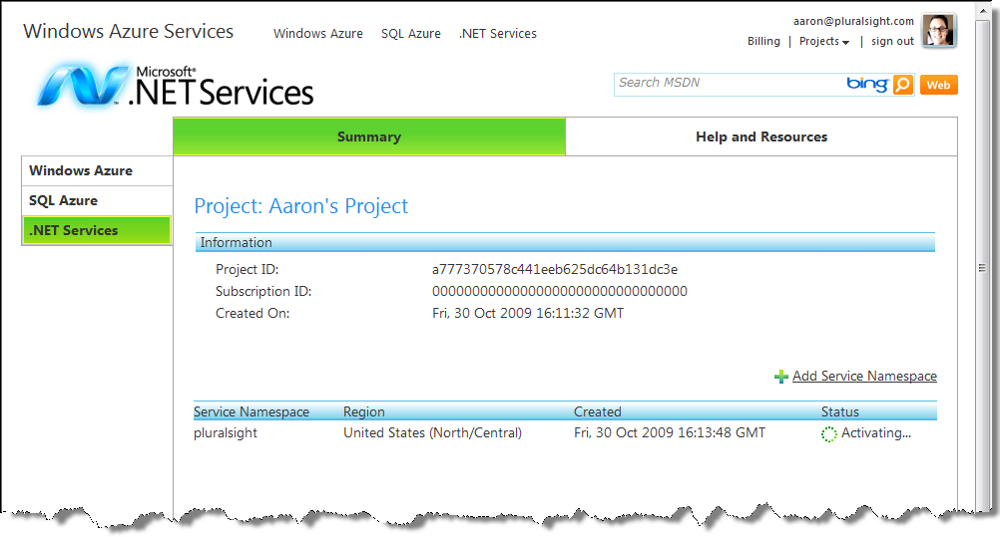 Windows Azure Services Windows Azure SQL Azure .NET Services
aaron@pluralsight.com
Billing | Projects | sign out
Microsoft®
.NET Services
™
Search MSDN bing Web
Summary Help and Resources
Windows Azure
SQL Azure
.NET Services
Project: Aaron's Project
Information
Project ID: a777370578c441eeb625dc64b131dc3e
Subscription ID: 00000000000000000000000000000000
Created On: Fri, 30 Oct 2009 16:11:32 GMT
Add Service Namespace
Service Namespace Region Created Status
pluralsight United States (North/Central) Fri, 30 Oct 2009 16:13:48 GMT Activating...